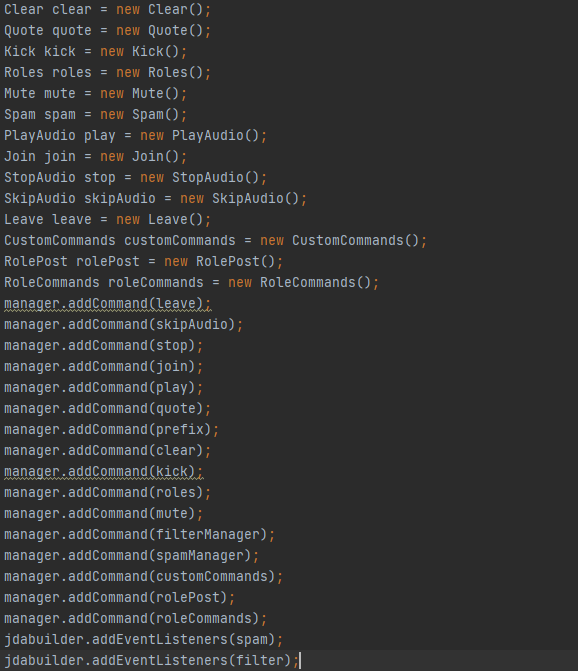 Clear clear = new Clear();
Quote quote = new Quote();
Kick kick = new Kick();
Roles roles = new Roles();
Mute mute = new Mute();
Spam spam = new Spam();
PlayAudio play = new PlayAudio();
Join join = new Join();
StopAudio stop = new StopAudio();
SkipAudio skipAudio = new SkipAudio();
Leave leave = new Leave();
CustomCommands customCommands = new CustomCommands();
RolePost rolePost = new RolePost();
RoleCommands roleCommands = new RoleCommands();
manager.addCommand(leave);
manager.addCommand(skipAudio);
manager.addCommand(stop);
manager.addCommand(join);
manager.addCommand(play);
manager.addCommand(quote);
manager.addCommand(prefix);
manager.addCommand(clear);
manager.addCommand(kick);
manager.addCommand(roles);
manager.addCommand(mute);
manager.addCommand(filterManager);
manager.addCommand(spamManager);
manager.addCommand(customCommands);
manager.addCommand(rolePost);
manager.addCommand(roleCommands);
jdabuilder.addEventListeners(spam);
jdabuilder.addEventListeners(filter);